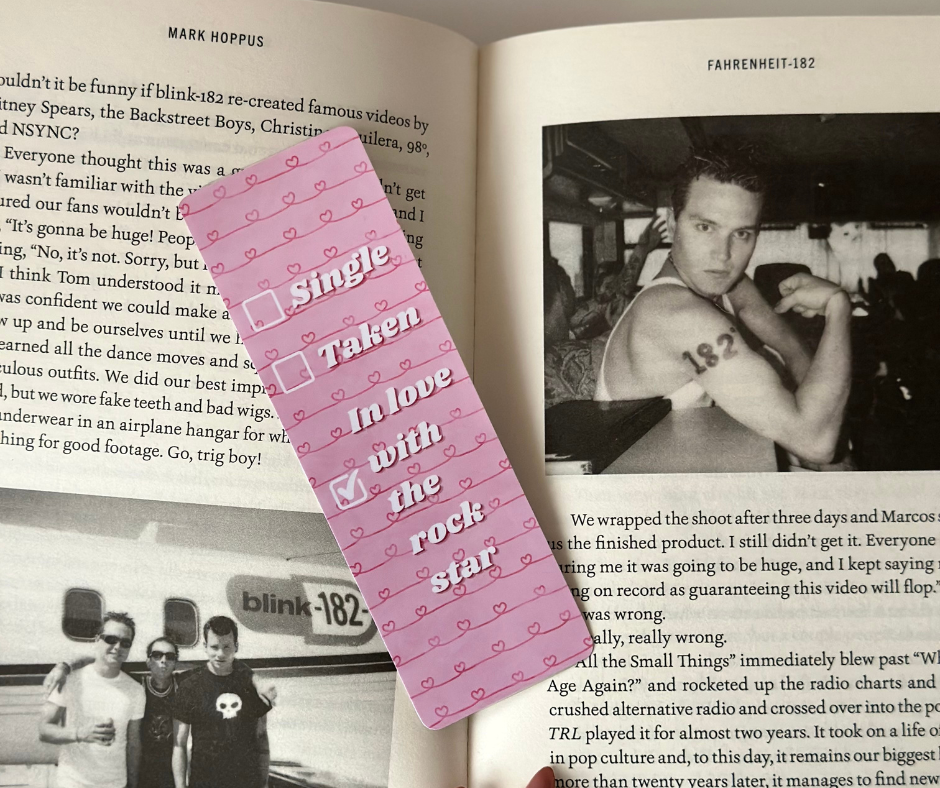 MARK HOPPUS
ouldn't it be funny if blink-182 re-created famous videos by
itney Spears, the Backstreet Boys, Christin uilera, 98°,
d NSYNC?
Everyone thought this was a n't get
wasn't familiar with the and I
ured our fans wouldn't b ng
, “It's gonna be huge! Peop t
ing, “No, it's not. Sorry, but
I think Tom understood it m
was confident we could make a
w up and be ourselves until we
earned all the dance moves and s
culous outfits. We did our best imp
d, but we wore fake teeth and bad wigs.
underwear in an airplane hangar for wh
hing for good footage. Go, trig boy!
blink-182
Single
Taken
In love
with
the
rock
star
FAHRENHEIT-182
182
We wrapped the shoot after three days and Marcos s
us the finished product. I still didn't get it. Everyone
uring me it was going to be huge, and I kept saying
ng on record as guaranteeing this video will flop.”
was wrong.
ally, really wrong.
All the Small Things” immediately blew past “Wh
Age Again?” and rocketed up the radio charts and
crushed alternative radio and crossed over into the po
TRL played it for almost two years. It took on a life o
in pop culture and, to this day, it remains our biggest
more than twenty years later, it manages to find new